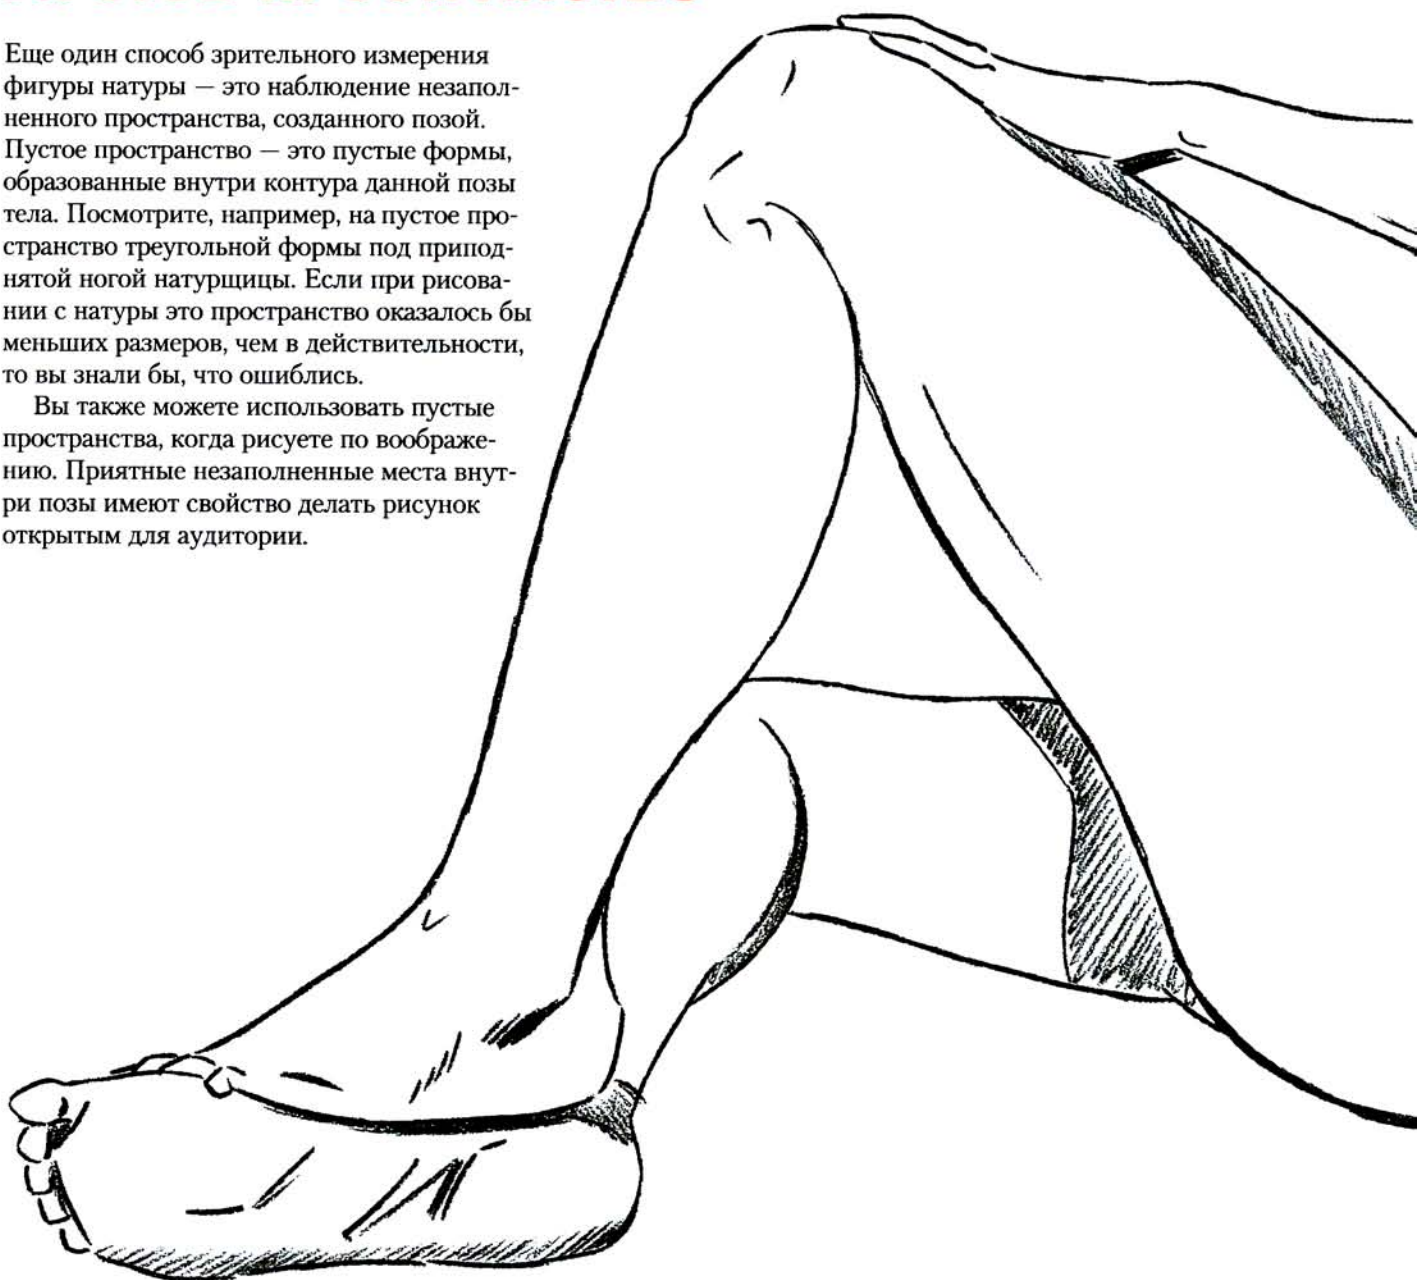 Еще один способ зрительного измерения
фигуры натуры — это наблюдение незапол-
ненного пространства, созданного позой.
Пустое пространство — это пустые формы,
образованные внутри контура данной позы
тела. Посмотрите, например, на пустое про-
странство треугольной формы под припод-
нятой ногой натурщицы. Если при рисова-
нии с натуры это пространство оказалось бы
меньших размеров, чем в действительности,
то вы знали бы, что ошиблись.
Вы также можете использовать пустые
пространства, когда рисуете по воображе-
нию. Приятные незаполненные места внут-
ри позы имеют свойство делать рисунок
открытым для аудитории.